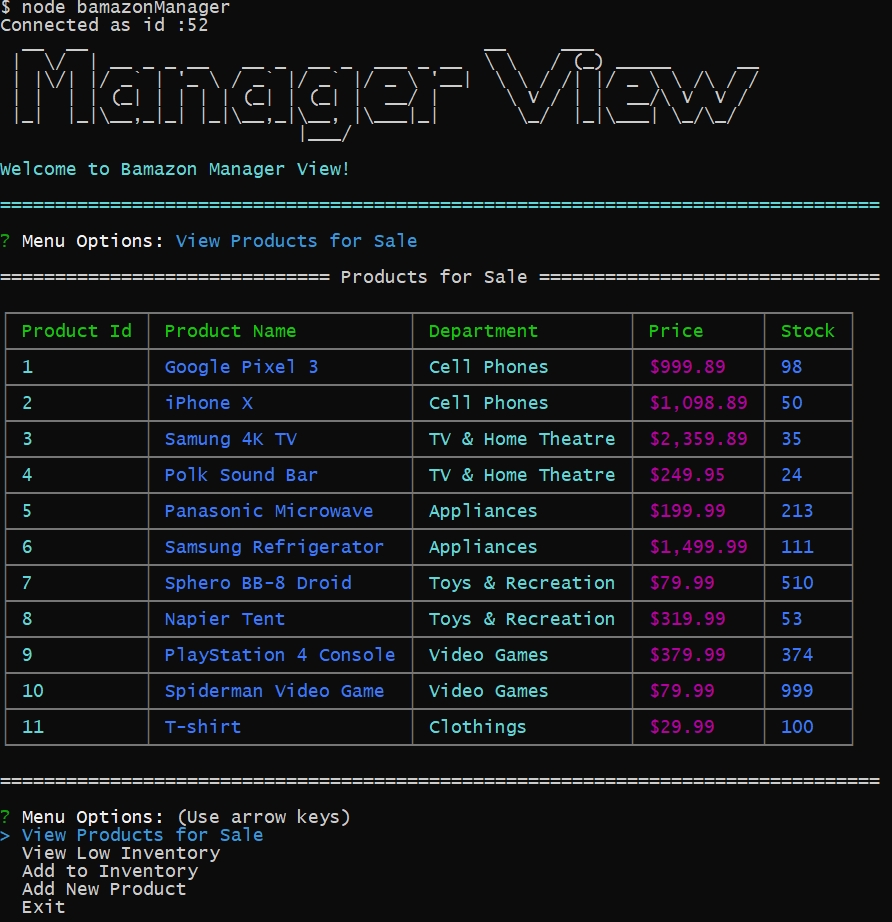 $ node bamazonManager
Connected as id :52
Manager View
Welcome to Bamazon Manager View!
================================================================================
? Menu Options: View Products for Sale
============================== Products for Sale ===============================
Product Id Product Name Department Price Stock
1 Google Pixel 3 Cell Phones $999.89 98
2 iPhone X Cell Phones $1,098.89 50
3 Samung 4K TV TV & Home Theatre $2,359.89 35
4 Polk Sound Bar TV & Home Theatre $249.95 24
5 Panasonic Microwave Appliances $199.99 213
6 Samsung Refrigerator Appliances $1,499.99 111
7 Sphero BB-8 Droid Toys & Recreation $79.99 510
8 Napier Tent Toys & Recreation $319.99 53
9 PlayStation 4 Console Video Games $379.99 374
10 Spiderman Video Game Video Games $79.99 999
11 T-shirt Clothings $29.99 100
================================================================================
? Menu Options: (Use arrow keys)
> View Products for Sale
View Low Inventory
Add to Inventory
Add New Product
Exit